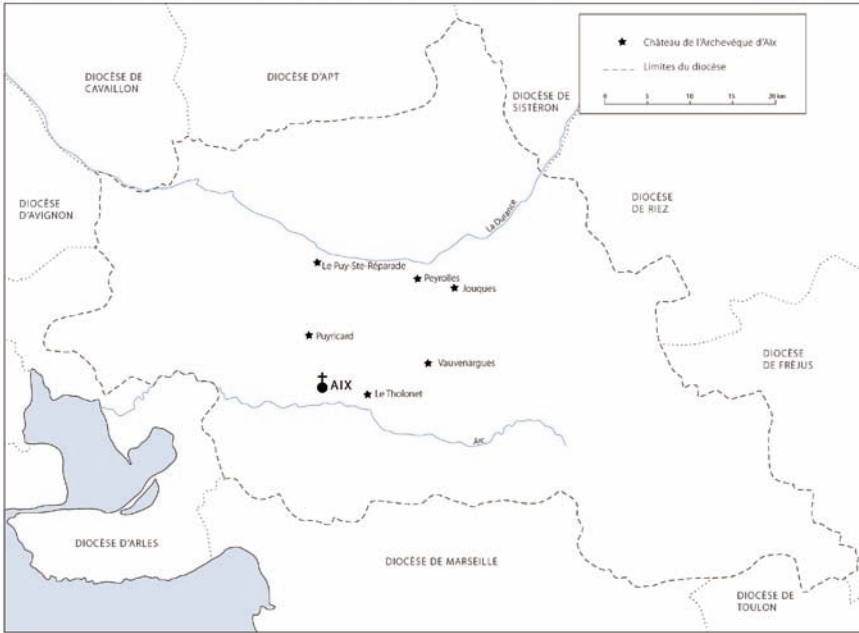 Château de l'Archevêque d'Aix
Limites du diocèse
0 5 10 15 20 km
DIOCÈSE DE
CAVAILLON
DIOCÈSE D'APT
DIOCÈSE DE
SISTÉRON
DIOCÈSE
D'AVIGNON
DIOCÈSE
DE RIEZ
La Durance
Le Puy-Ste-Réparade
Peyrolles
Jouques
Puyricard
Vauvenargues
DIOCÈSE
DE FRÉJUS
AIX
Le Tholonet
DIOCÈSE D'ARLES
DIOCÈSE DE MARSEILLE
DIOCÈSE DE
TOULON